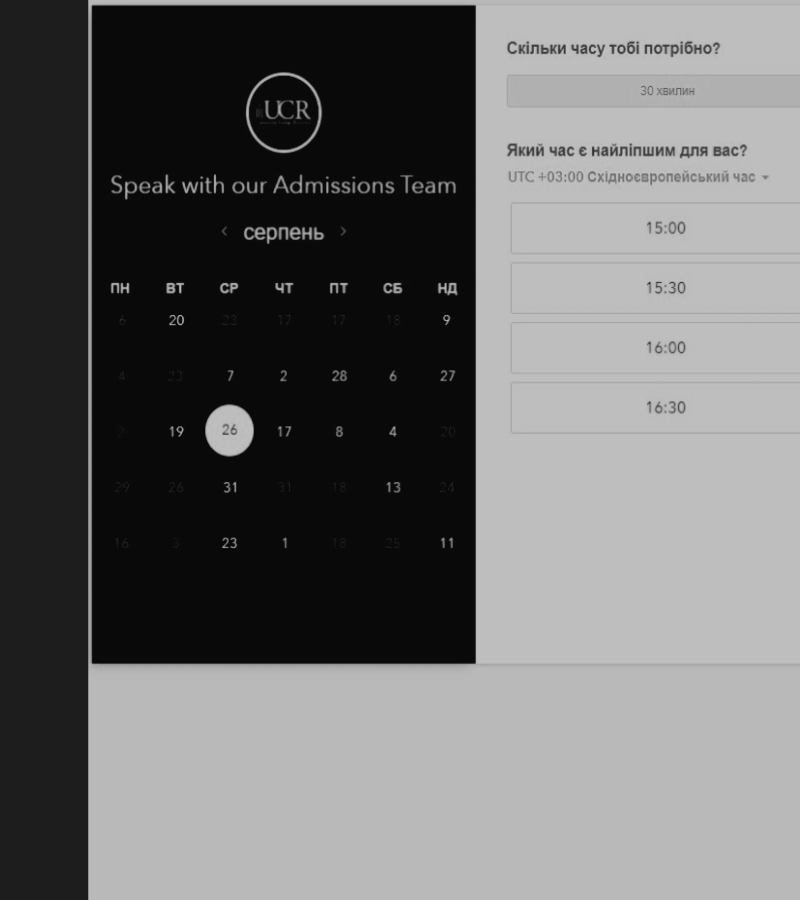 Скільки часу тобі потрібно?
30 хвилин
Який час є найліпшим для вас?
UTC +03:00 Східноєвропейський час
15:00
15:30
16:00
16:30
UCR
Speak with our Admissions Team
< серпень >
ПН ВТ СР ЧТ ПТ СБ НД
6 20 23 17 17 18 9
4 23 7 2 28 6 27
2 19 26 17 8 4 20
29 26 31 31 18 13 24
16 3 23 1 18 25 11